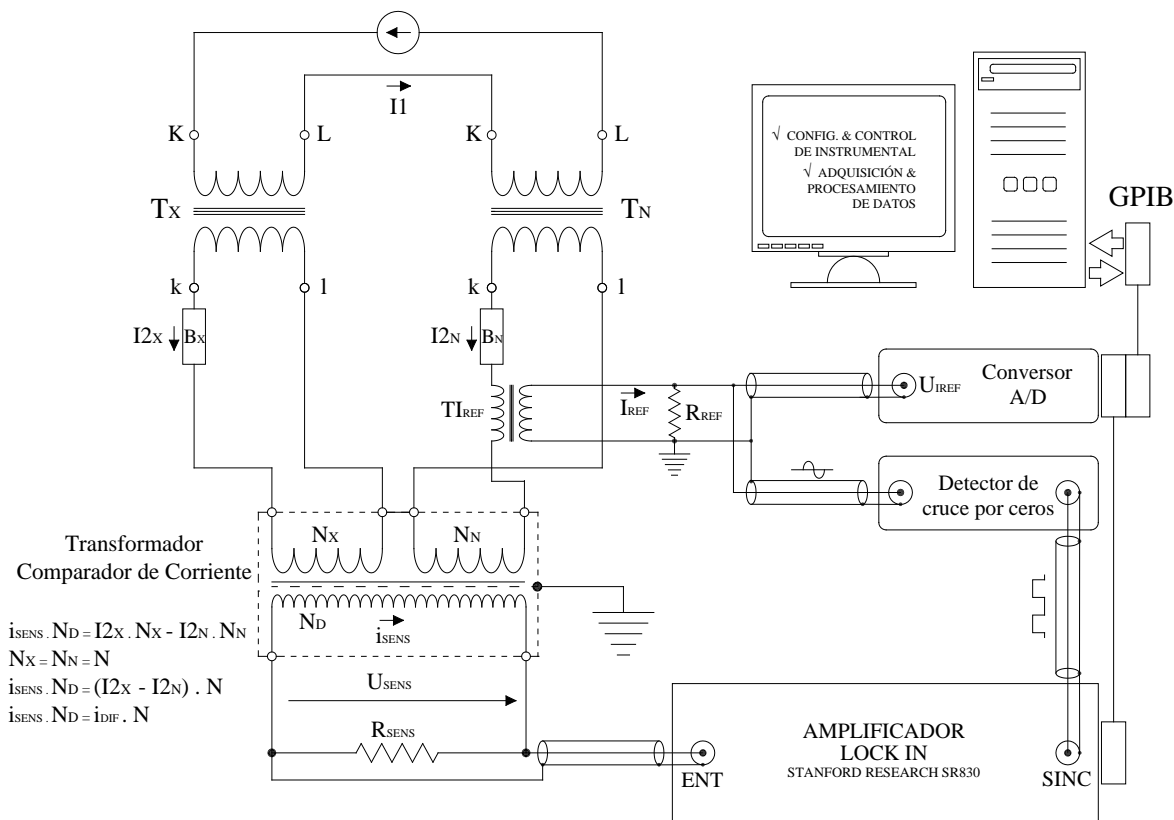 I1
K
L
K
L
TX
TN
k
l
k
l
I2X
BX
I2N
BN
TIREF
IREF
RREF
√ CONFIG. & CONTROL
DE INSTRUMENTAL
√ ADQUISICIÓN &
PROCESAMIENTO
DE DATOS
GPIB
UIREF
Conversor
A/D
Detector de
cruce por ceros
Transformador
Comparador de Corriente
NX
NN
ND
iSENS
iSENS . ND = I2X . NX - I2N . NN
NX = NN = N
iSENS . ND = (I2X - I2N) . N
iSENS . ND = iDIF . N
USENS
RSENS
ENT
AMPLIFICADOR
LOCK IN
STANFORD RESEARCH SR830
SINC